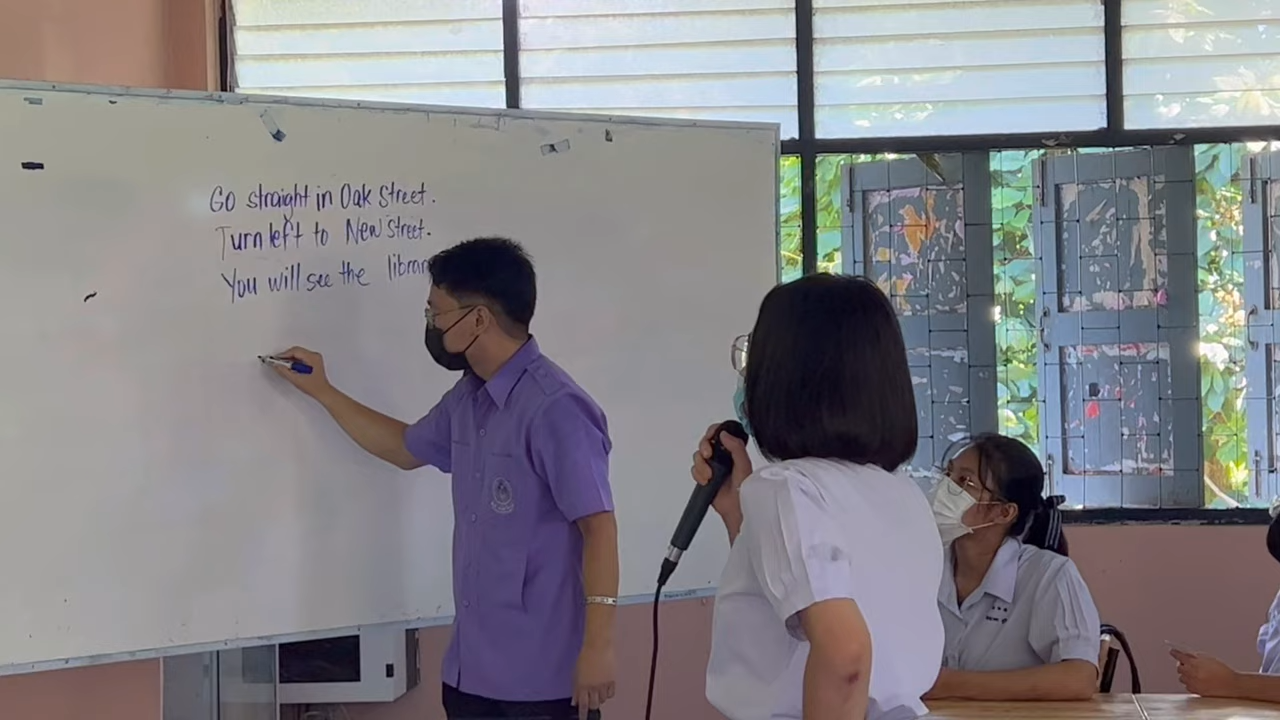 Go straight in Oak Street.
Turn left to New Street.
You will see the